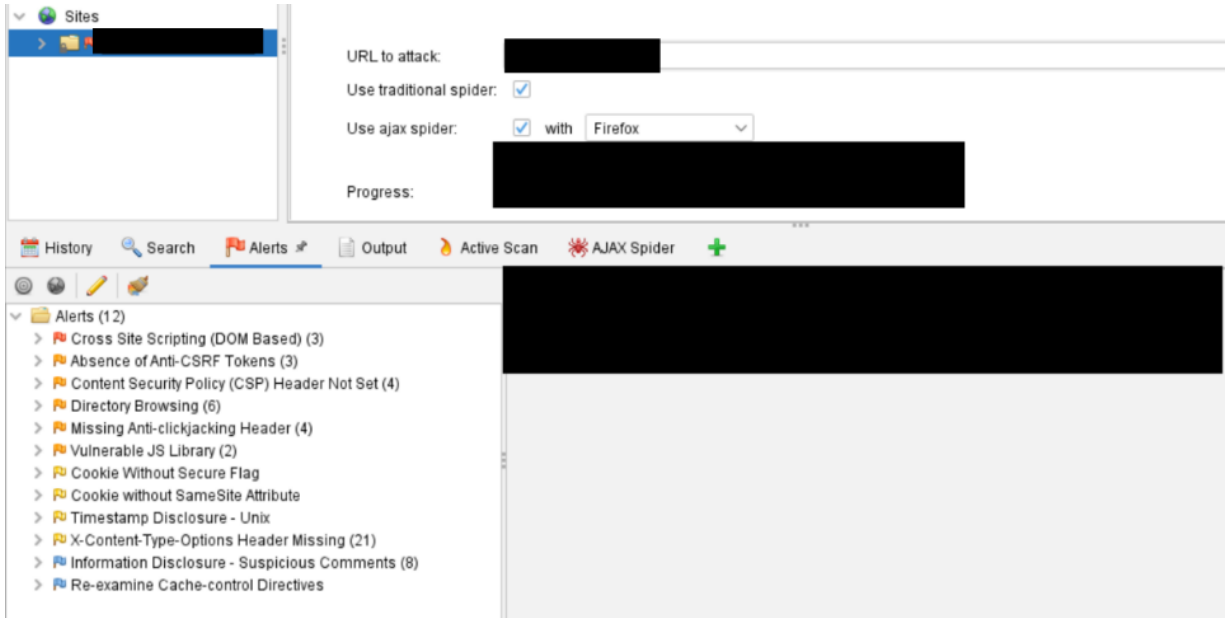 Sites
URL to attack:
Use traditional spider:
Use ajax spider: with Firefox
Progress:
History Search Alerts Output Active Scan AJAX Spider
Alerts (12)
Cross Site Scripting (DOM Based) (3)
Absence of Anti-CSRF Tokens (3)
Content Security Policy (CSP) Header Not Set (4)
Directory Browsing (6)
Missing Anti-clickjacking Header (4)
Vulnerable JS Library (2)
Cookie Without Secure Flag
Cookie without SameSite Attribute
Timestamp Disclosure - Unix
X-Content-Type-Options Header Missing (21)
Information Disclosure - Suspicious Comments (8)
Re-examine Cache-control Directives